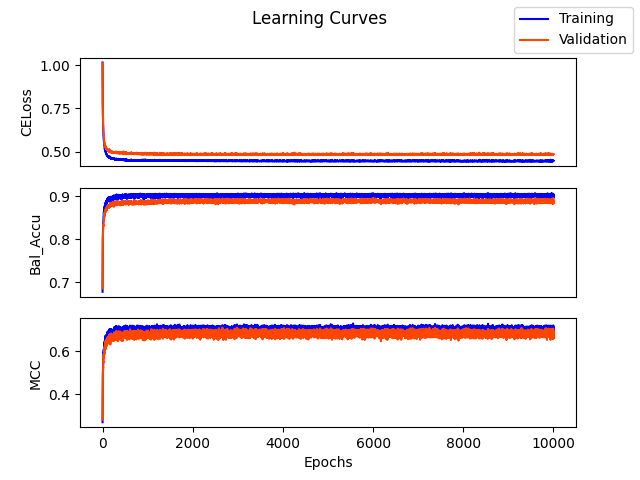 Learning Curves
Training
Validation
1.00
0.75
0.50
CELoss
0.9
0.8
0.7
Bal_Accu
0.6
0.4
MCC
0 2000 4000 6000 8000 10000
Epochs